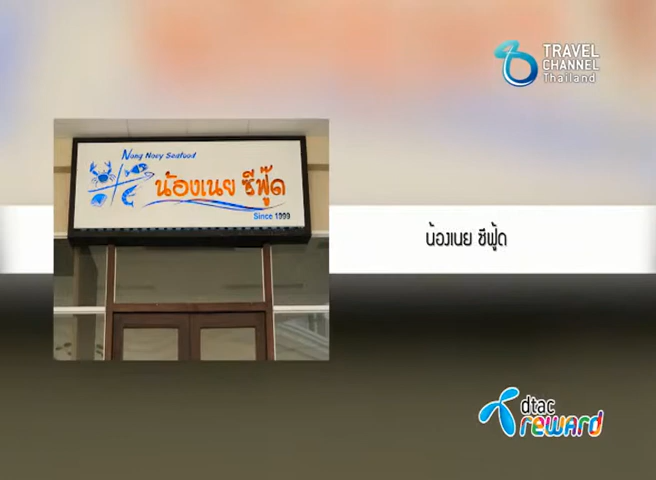 TRAVEL
CHANNEL
Thailand
Nong Noey Seafood
น้องเนย ซีฟู๊ด
Since 1999
น้องเนย ซีฟู้ด
dtac
reward